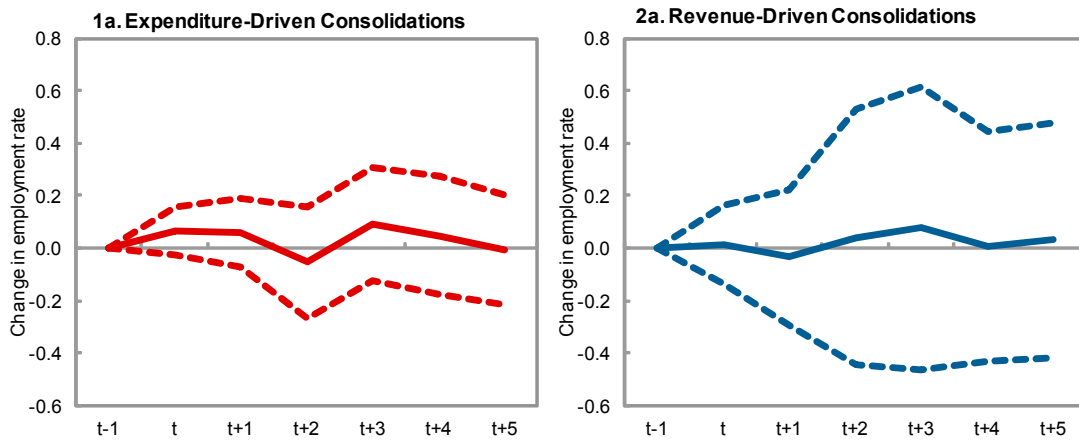 1a. Expenditure-Driven Consolidations
Change in employment rate
0.8
0.6
0.4
0.2
0.0
-0.2
-0.4
-0.6
t-1 t t+1 t+2 t+3 t+4 t+5
2a. Revenue-Driven Consolidations
Change in employment rate
0.8
0.6
0.4
0.2
0.0
-0.2
-0.4
-0.6
t-1 t t+1 t+2 t+3 t+4 t+5